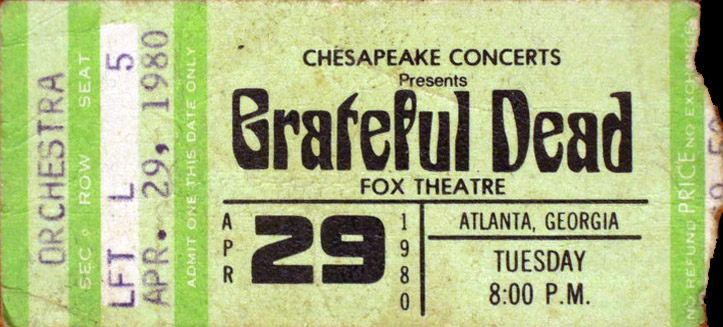 ORCHESTRA
SEC. ROW SEAT
LFT L 5
APR. 29, 1980
ADMIT ONE THIS DATE ONLY
CHESAPEAKE CONCERTS
Presents
Grateful Dead
FOX THEATRE
APR
29
1980
ATLANTA, GEORGIA
TUESDAY
8:00 P.M.
NO REFUND PRICE NO